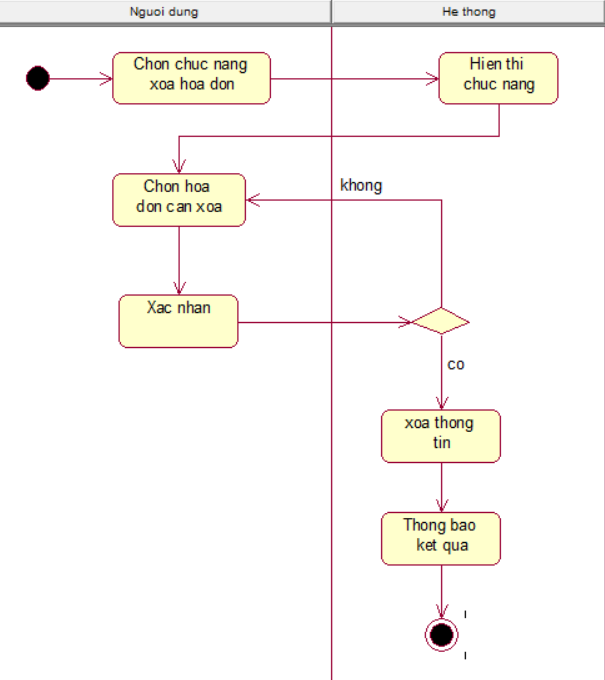 Nguoi dung
He thong
Chon chuc nang
xoa hoa don
Hien thi
chuc nang
Chon hoa
don can xoa
khong
Xac nhan
co
xoa thong
tin
Thong bao
ket qua